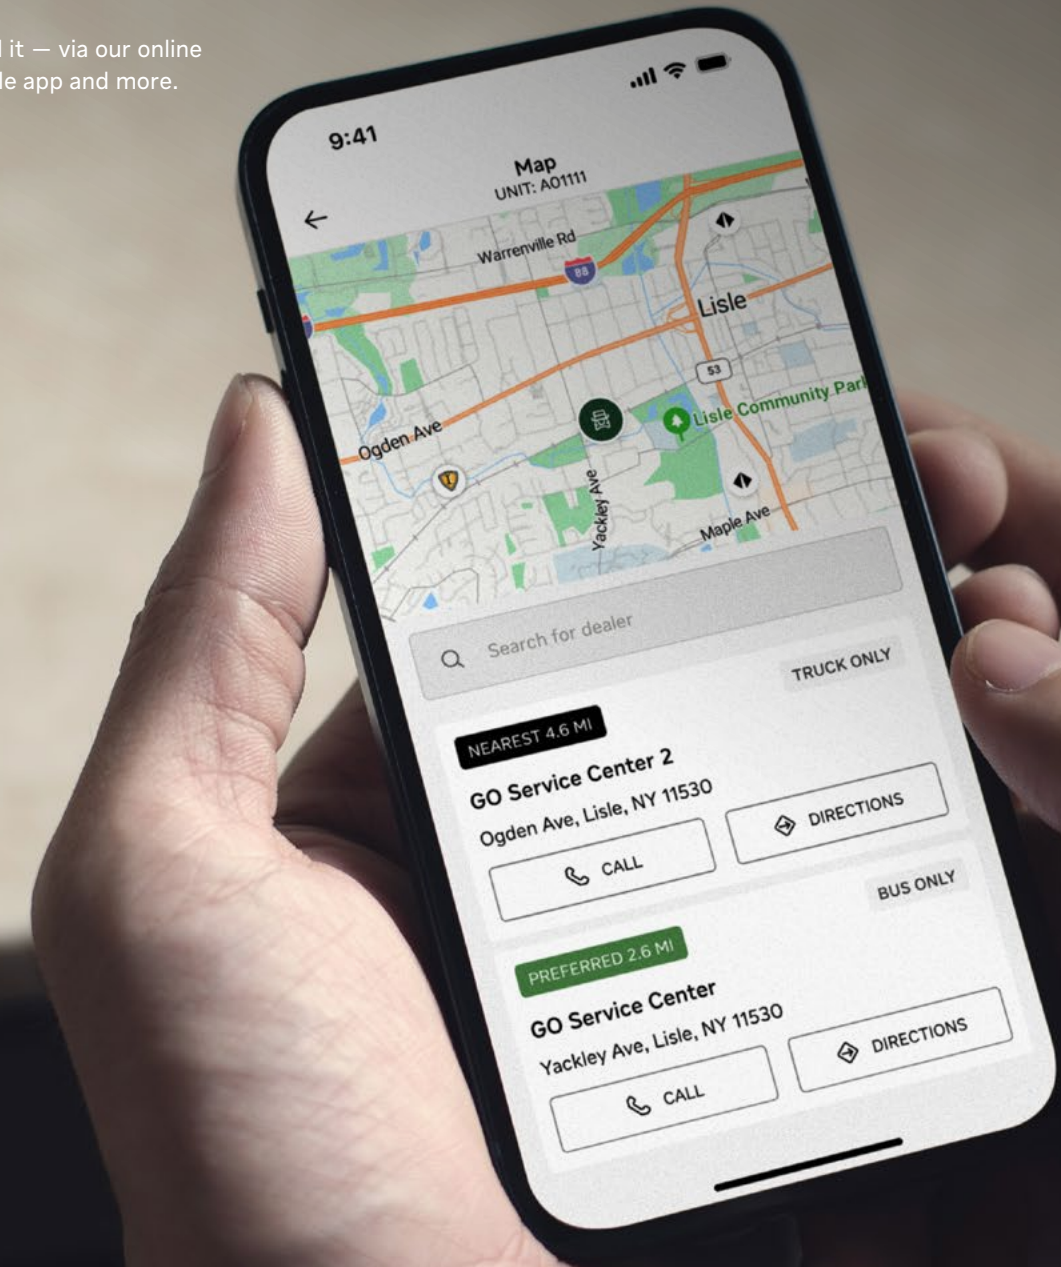 it — via our online
app and more.
9:41
Map
UNIT: A01111
Warrenville Rd
88
Lisle
53
Lisle Community Park
Ogden Ave
Yackley Ave
Maple Ave
Search for dealer
TRUCK ONLY
NEAREST 4.6 MI
GO Service Center 2
Ogden Ave, Lisle, NY 11530
CALL
DIRECTIONS
BUS ONLY
PREFERRED 2.6 MI
GO Service Center
Yackley Ave, Lisle, NY 11530
CALL
DIRECTIONS